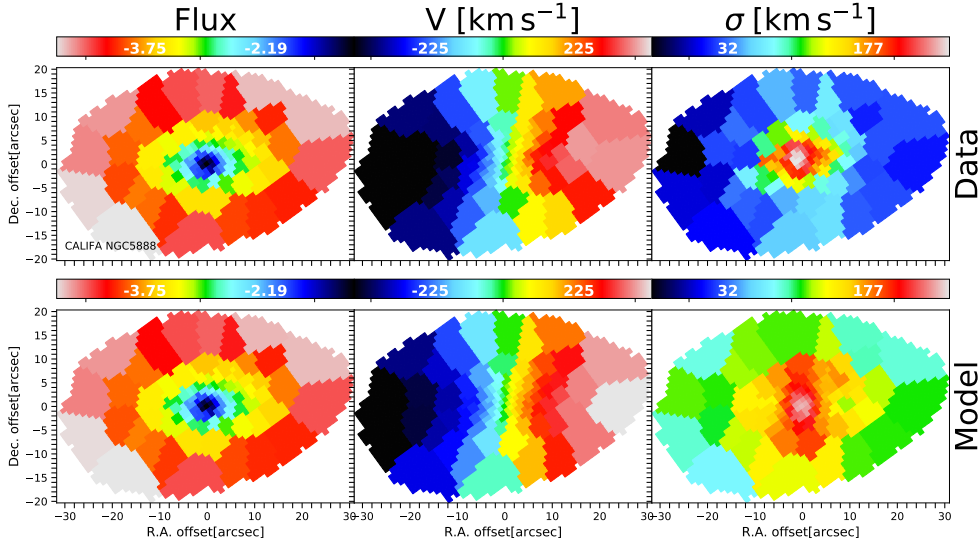 Flux V [km s⁻¹] σ [km s⁻¹]
-3.75 -2.19 -225 225 32 177
20
15
10
5
0
−5
−10
−15
−20
Dec. offset[arcsec]
CALIFA NGC5888
Data
-3.75 -2.19 -225 225 32 177
20
15
10
5
0
−5
−10
−15
−20
Dec. offset[arcsec]
Model
−30 −20 −10 0 10 20 30 −20 −10 0 10 20 30 −20 −10 0 10 20 30
R.A. offset[arcsec] R.A. offset[arcsec] R.A. offset[arcsec]